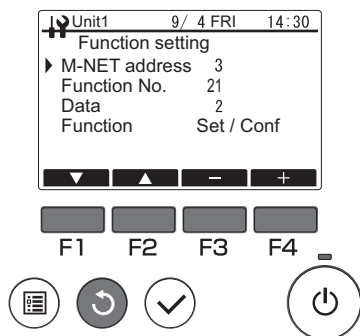 Unit1 9/ 4 FRI 14:30
Function setting
M-NET address 3
Function No. 21
Data 2
Function Set / Conf
− +
F1 F2 F3 F4